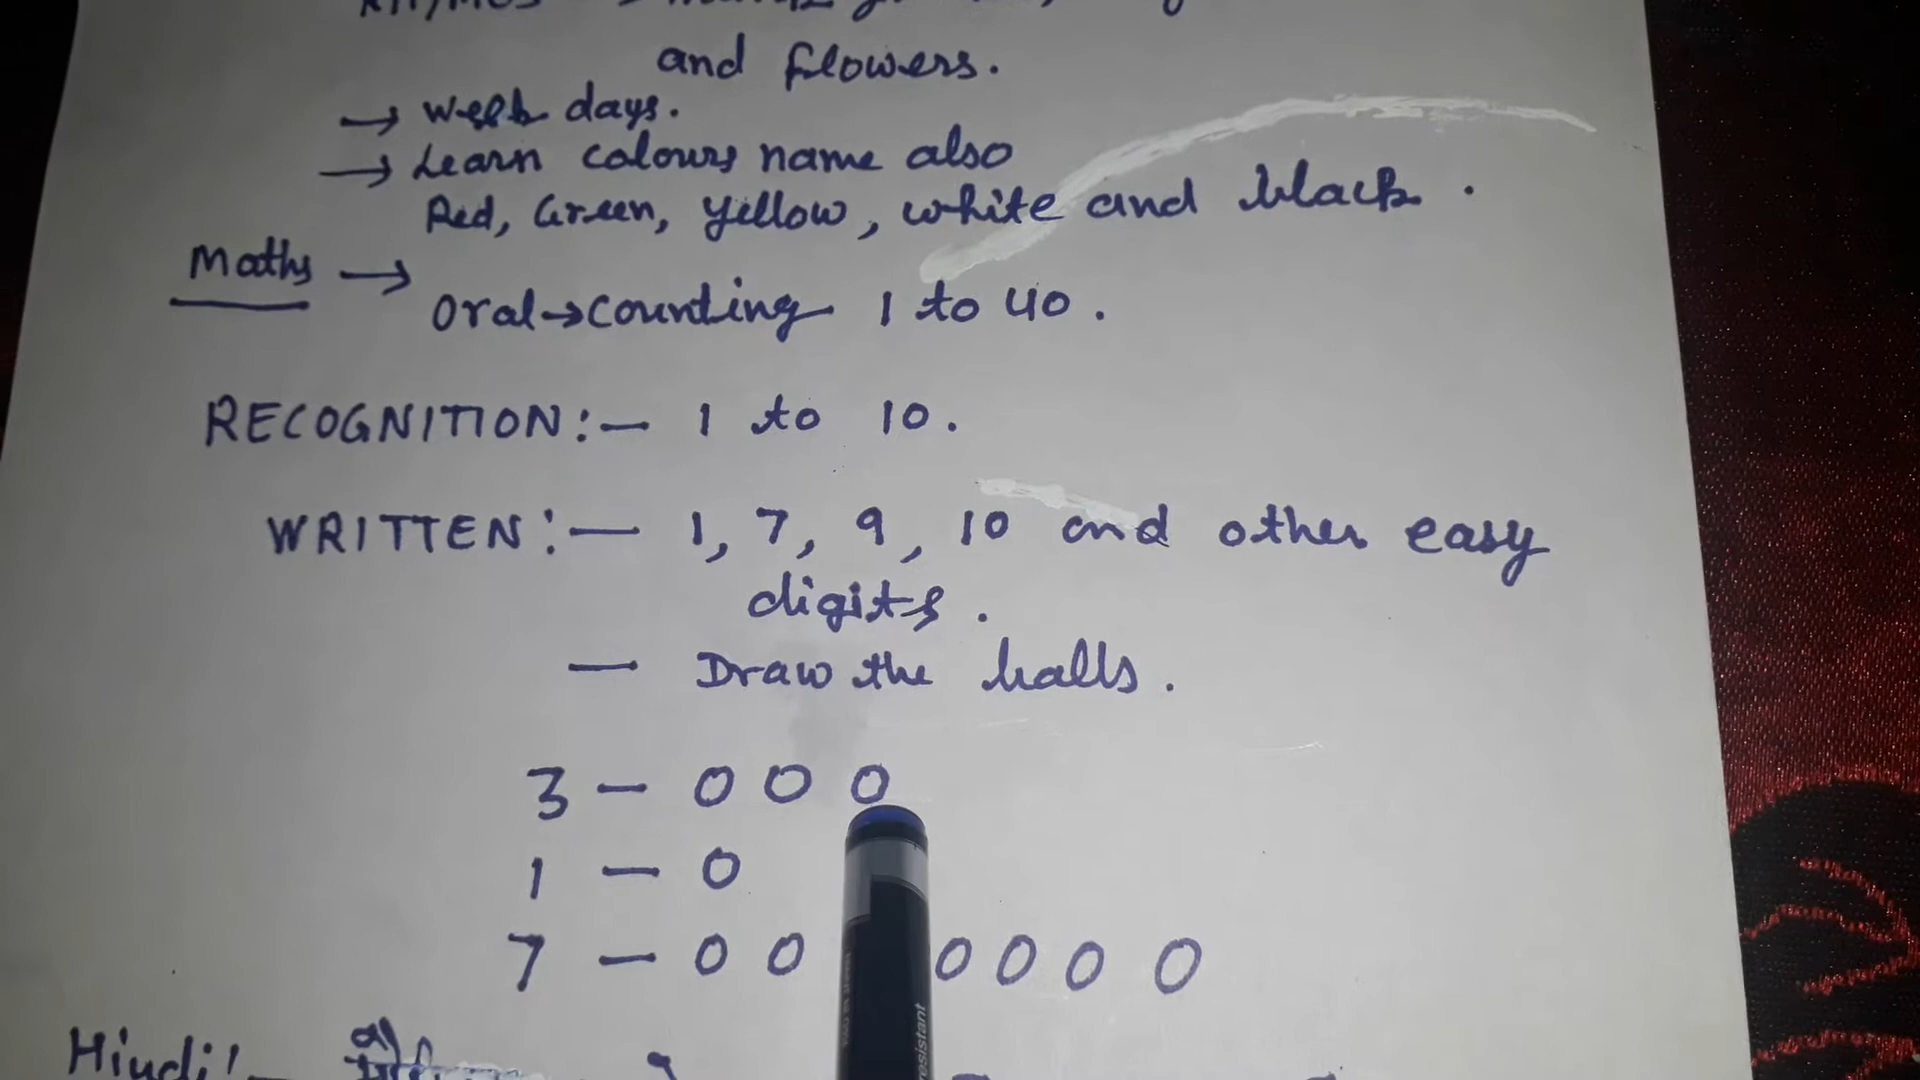 and flowers.
→ Week days.
→ Learn colours name also
Red, Green, Yellow, white and black.
Maths →
Oral → counting 1 to 40.
RECOGNITION:— 1 to 10.
WRITTEN:— 1, 7, 9, 10 and other easy
digits.
— Draw the balls.
3 — 0 0 0
1 — 0
7 — 0 0 0 0 0 0
Hindi!—
resistant